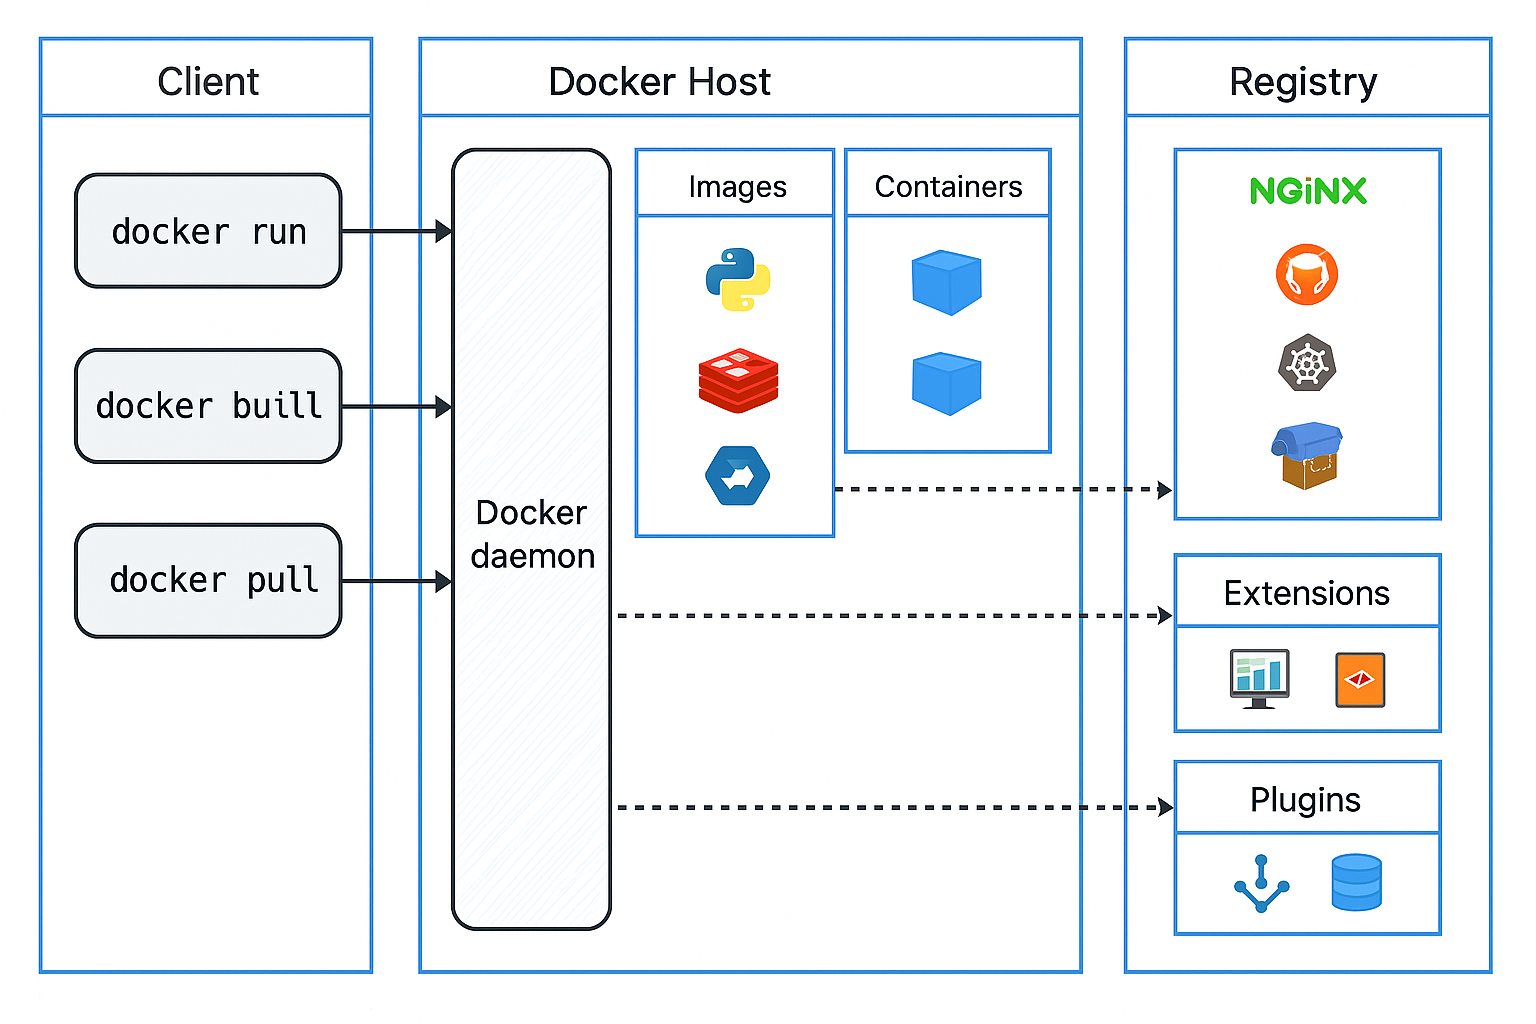 Client
docker run
docker buill
docker pull
Docker Host
Docker
daemon
Images
Containers
Registry
NGiNX
Extensions
Plugins